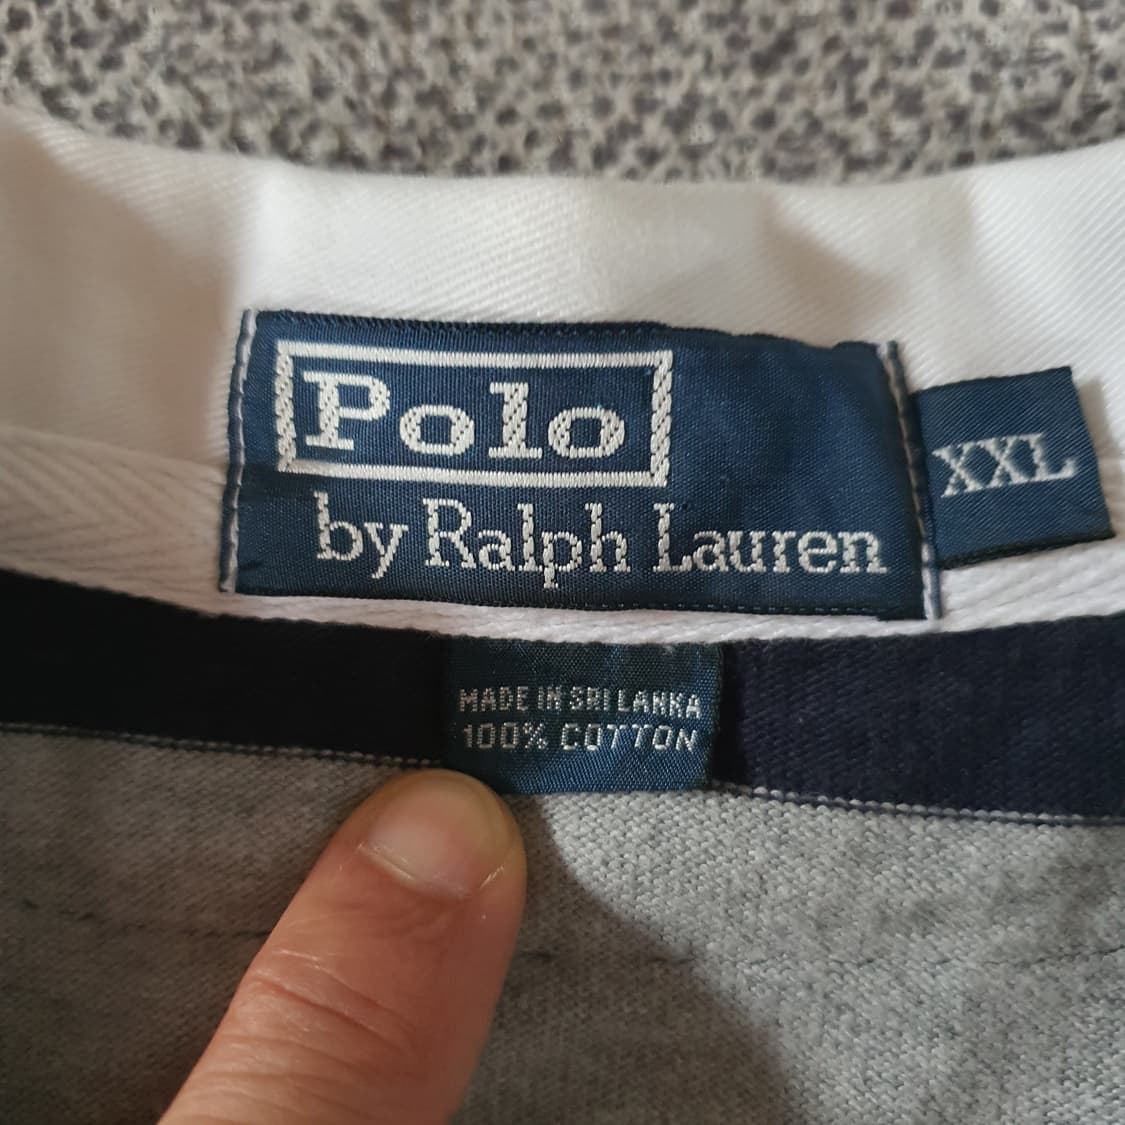 Polo
by Ralph Lauren
XXL
MADE IN SRI LANKA
100% COTTON